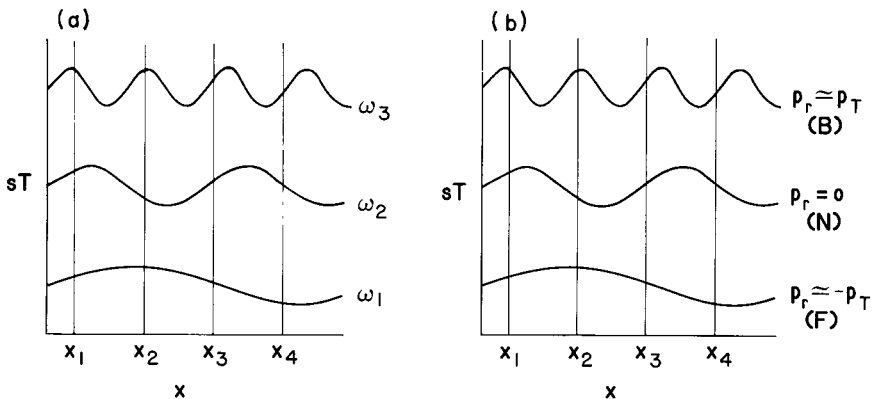 (a)
ω3
sT
ω2
ω1
x1 x2 x3 x4
x
(b)
pr ≃ pT
(B)
sT
pr = 0
(N)
pr ≃ -pT
(F)
x1 x2 x3 x4
x